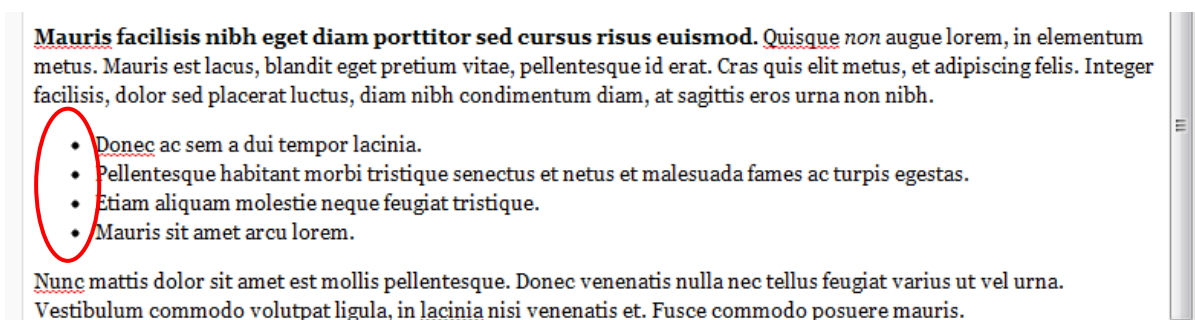 Mauris facilisis nibh eget diam porttitor sed cursus risus euismod. Quisque non augue lorem, in elementum
metus. Mauris est lacus, blandit eget pretium vitae, pellentesque id erat. Cras quis elit metus, et adipiscing felis. Integer
facilisis, dolor sed placerat luctus, diam nibh condimentum diam, at sagittis eros urna non nibh.
• Donec ac sem a dui tempor lacinia.
• Pellentesque habitant morbi tristique senectus et netus et malesuada fames ac turpis egestas.
• Etiam aliquam molestie neque feugiat tristique.
• Mauris sit amet arcu lorem.
Nunc mattis dolor sit amet est mollis pellentesque. Donec venenatis nulla nec tellus feugiat varius ut vel urna.
Vestibulum commodo volutpat ligula, in lacinia nisi venenatis et. Fusce commodo posuere mauris.